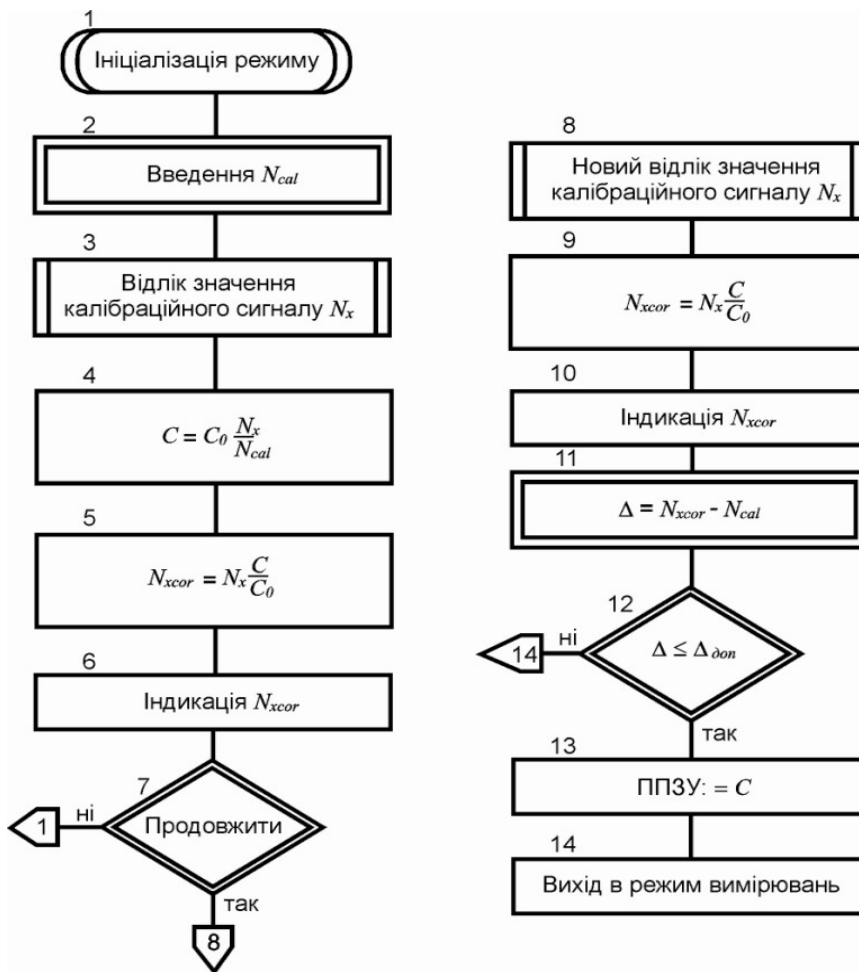 1
Ініціалізація режиму
2
Введення N_cal
3
Відлік значення
калібраційного сигналу N_x
4
C = C_0 N_x/N_cal
5
N_xcor = N_x C/C_0
6
Індикація N_xcor
7
ні
1
Продовжити
так
8
8
Новий відлік значення
калібраційного сигналу N_x
9
N_xcor = N_x C/C_0
10
Індикація N_xcor
11
Δ = N_xcor - N_cal
12
ні
14
Δ ≤ Δ_доп
так
13
ППЗУ: = C
14
Вихід в режим вимірювань